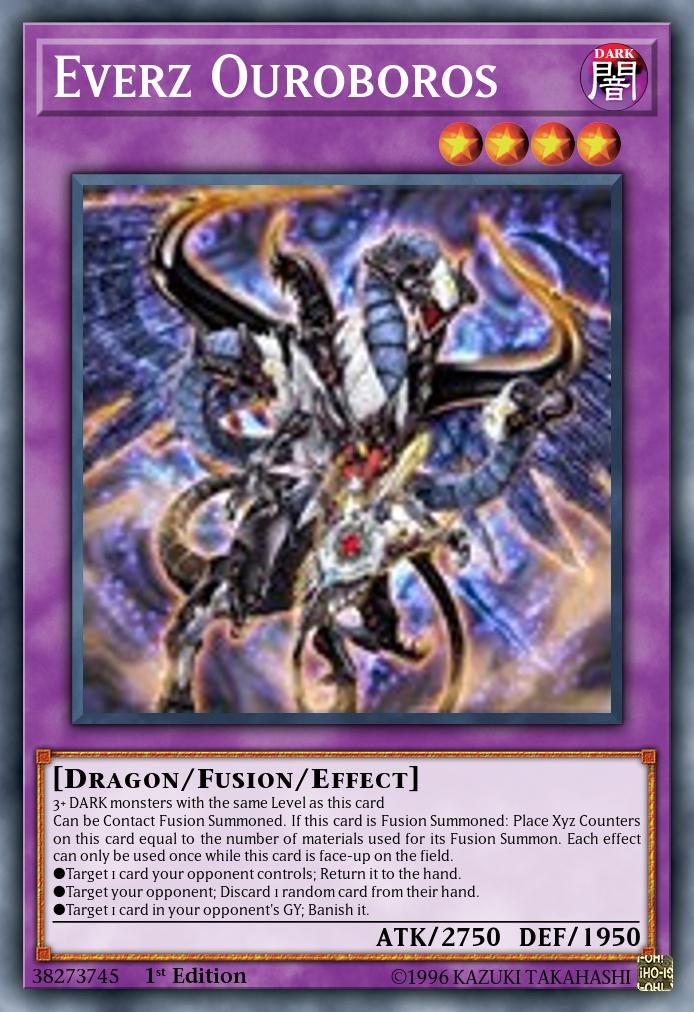 Everz Ouroboros
DARK
闇
[Dragon/Fusion/Effect]
3+ DARK monsters with the same Level as this card
Can be Contact Fusion Summoned. If this card is Fusion Summoned: Place Xyz Counters
on this card equal to the number of materials used for its Fusion Summon. Each effect
can only be used once while this card is face-up on the field.
●Target 1 card your opponent controls; Return it to the hand.
●Target your opponent; Discard 1 random card from their hand.
●Target 1 card in your opponent's GY; Banish it.
ATK/2750 DEF/1950
38273745 1st Edition ©1996 KAZUKI TAKAHASHI